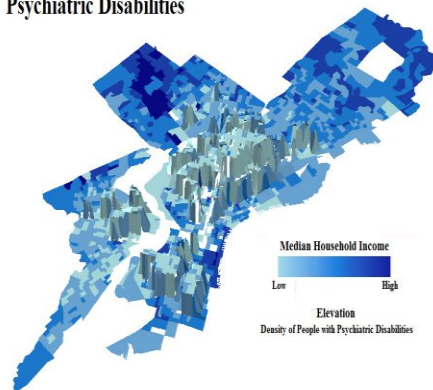 Psychiatric Disabilities
Median Household Income
Low High
Elevation
Density of People with Psychiatric Disabilities